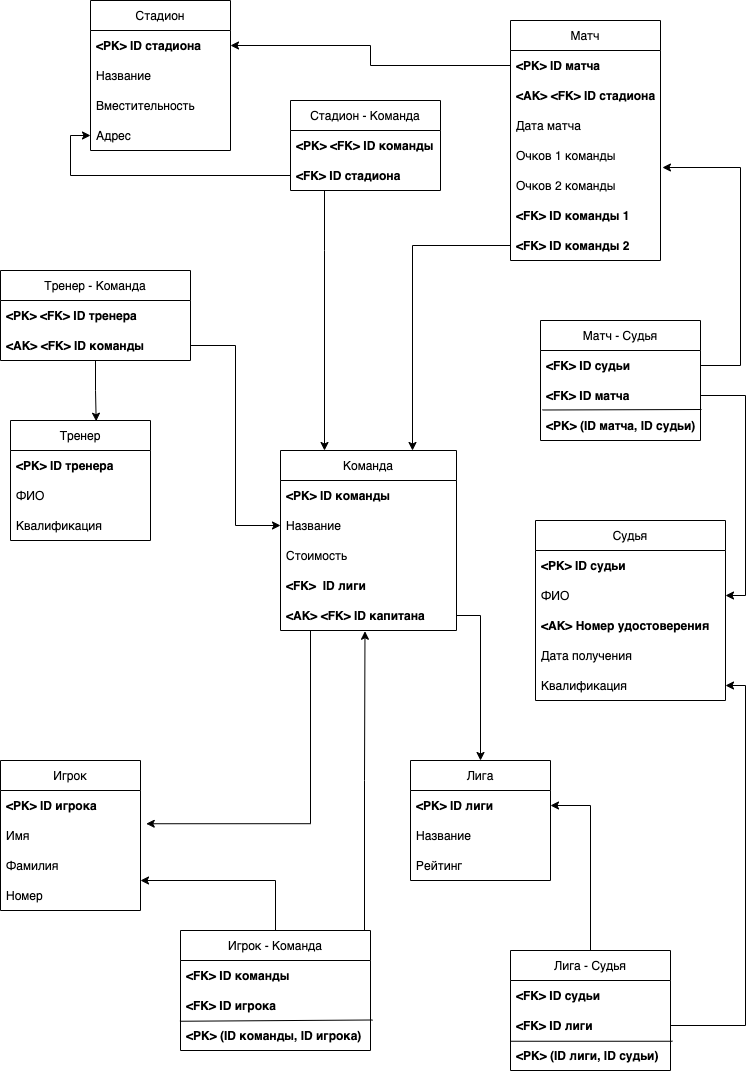 Стадион
<PK> ID стадиона
Название
Вместительность
Адрес
Матч
<PK> ID матча
<AK> <FK> ID стадиона
Дата матча
Очков 1 команды
Очков 2 команды
<FK> ID команды 1
<FK> ID команды 2
Стадион - Команда
<PK> <FK> ID команды
<FK> ID стадиона
Тренер - Команда
<PK> <FK> ID тренера
<AK> <FK> ID команды
Матч - Судья
<FK> ID судьи
<FK> ID матча
<PK> (ID матча, ID судьи)
Тренер
<PK> ID тренера
ФИО
Квалификация
Команда
<PK> ID команды
Название
Стоимость
<FK> ID лиги
<AK> <FK> ID капитана
Судья
<PK> ID судьи
ФИО
<AK> Номер удостоверения
Дата получения
Квалификация
Игрок
<PK> ID игрока
Имя
Фамилия
Номер
Лига
<PK> ID лиги
Название
Рейтинг
Игрок - Команда
<FK> ID команды
<FK> ID игрока
<PK> (ID команды, ID игрока)
Лига - Судья
<FK> ID судьи
<FK> ID лиги
<PK> (ID лиги, ID судьи)